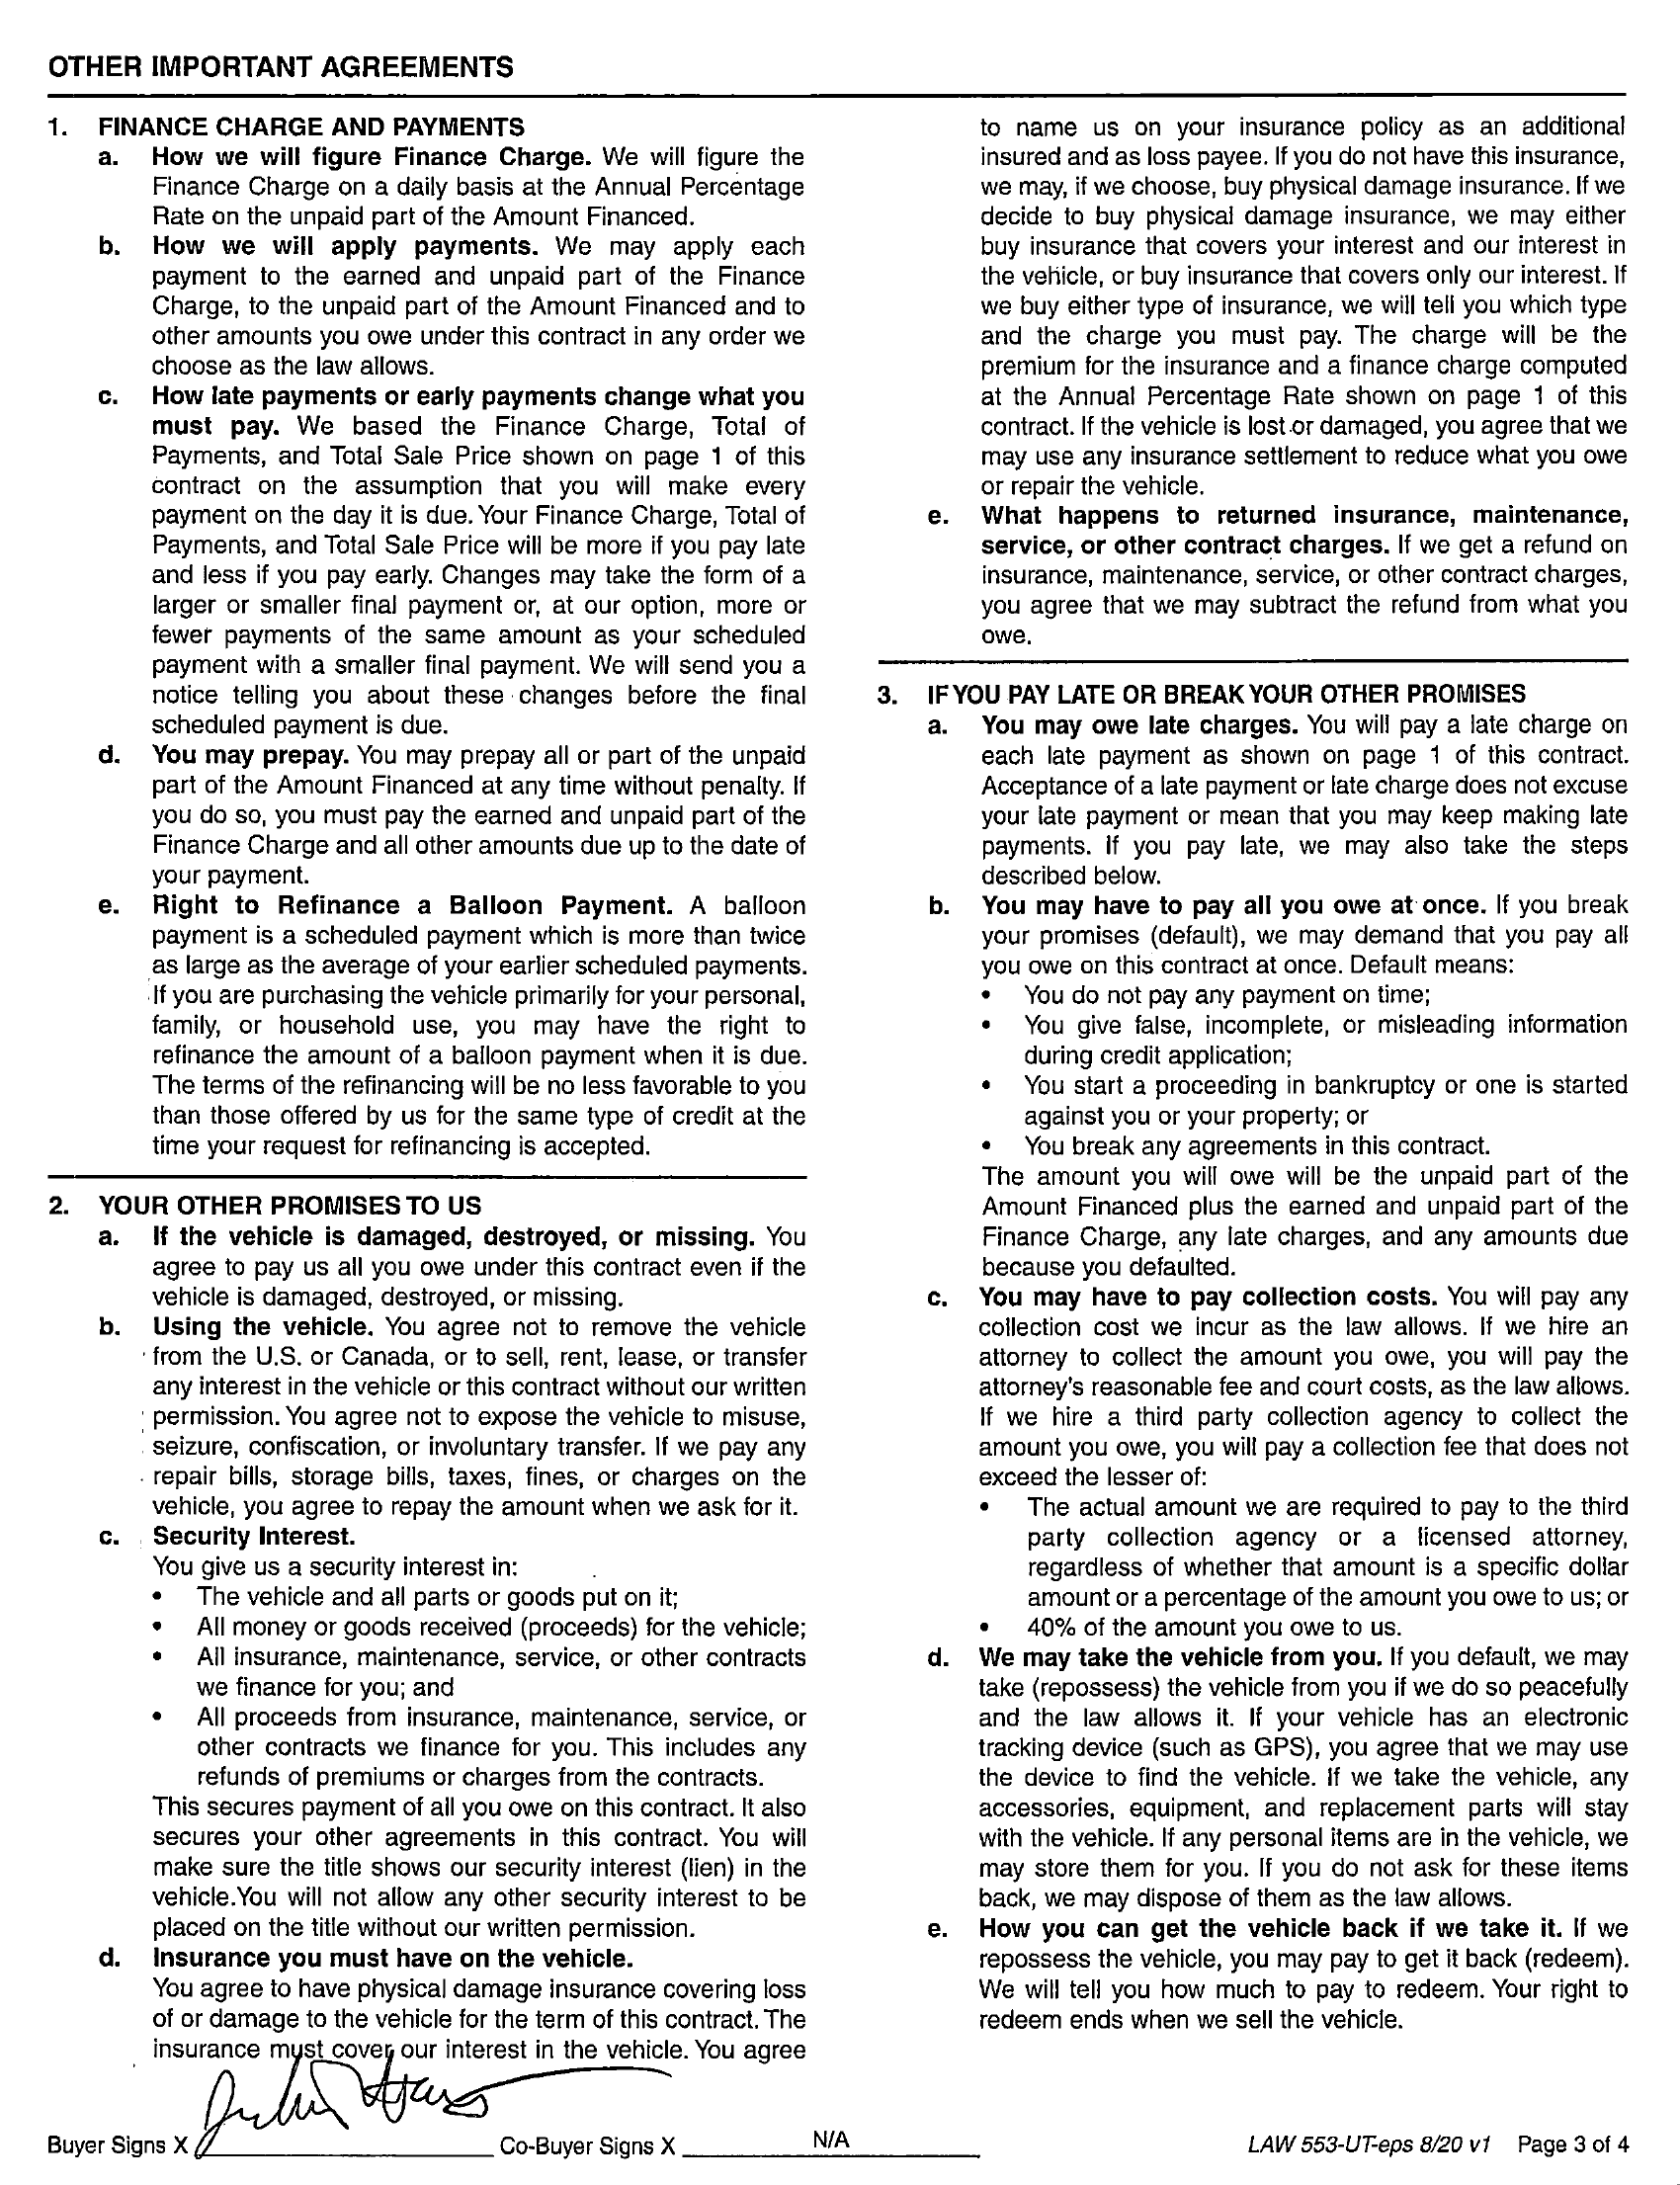 OTHER IMPORTANT AGREEMENTS
1. FINANCE CHARGE AND PAYMENTS
a. How we will figure Finance Charge. We will figure the
Finance Charge on a daily basis at the Annual Percentage
Rate on the unpaid part of the Amount Financed.
b. How we will apply payments. We may apply each
payment to the earned and unpaid part of the Finance
Charge, to the unpaid part of the Amount Financed and to
other amounts you owe under this contract in any order we
choose as the law allows.
c. How late payments or early payments change what you
must pay. We based the Finance Charge, Total of
Payments, and Total Sale Price shown on page 1 of this
contract on the assumption that you will make every
payment on the day it is due. Your Finance Charge, Total of
Payments, and Total Sale Price will be more if you pay late
and less if you pay early. Changes may take the form of a
larger or smaller final payment or, at our option, more or
fewer payments of the same amount as your scheduled
payment with a smaller final payment. We will send you a
notice telling you about these changes before the final
scheduled payment is due.
d. You may prepay. You may prepay all or part of the unpaid
part of the Amount Financed at any time without penalty. If
you do so, you must pay the earned and unpaid part of the
Finance Charge and all other amounts due up to the date of
your payment.
e. Right to Refinance a Balloon Payment. A balloon
payment is a scheduled payment which is more than twice
as large as the average of your earlier scheduled payments.
If you are purchasing the vehicle primarily for your personal,
family, or household use, you may have the right to
refinance the amount of a balloon payment when it is due.
The terms of the refinancing will be no less favorable to you
than those offered by us for the same type of credit at the
time your request for refinancing is accepted.
2. YOUR OTHER PROMISES TO US
a. If the vehicle is damaged, destroyed, or missing. You
agree to pay us all you owe under this contract even if the
vehicle is damaged, destroyed, or missing.
b. Using the vehicle. You agree not to remove the vehicle
from the U.S. or Canada, or to sell, rent, lease, or transfer
any interest in the vehicle or this contract without our written
permission. You agree not to expose the vehicle to misuse,
seizure, confiscation, or involuntary transfer. If we pay any
repair bills, storage bills, taxes, fines, or charges on the
vehicle, you agree to repay the amount when we ask for it.
c. Security Interest.
You give us a security interest in:
• The vehicle and all parts or goods put on it;
• All money or goods received (proceeds) for the vehicle;
• All insurance, maintenance, service, or other contracts
we finance for you; and
• All proceeds from insurance, maintenance, service, or
other contracts we finance for you. This includes any
refunds of premiums or charges from the contracts.
This secures payment of all you owe on this contract. It also
secures your other agreements in this contract. You will
make sure the title shows our security interest (lien) in the
vehicle.You will not allow any other security interest to be
placed on the title without our written permission.
d. Insurance you must have on the vehicle.
You agree to have physical damage insurance covering loss
of or damage to the vehicle for the term of this contract. The
insurance must cover our interest in the vehicle. You agree
to name us on your insurance policy as an additional
insured and as loss payee. If you do not have this insurance,
we may, if we choose, buy physical damage insurance. If we
decide to buy physical damage insurance, we may either
buy insurance that covers your interest and our interest in
the vehicle, or buy insurance that covers only our interest. If
we buy either type of insurance, we will tell you which type
and the charge you must pay. The charge will be the
premium for the insurance and a finance charge computed
at the Annual Percentage Rate shown on page 1 of this
contract. If the vehicle is lost or damaged, you agree that we
may use any insurance settlement to reduce what you owe
or repair the vehicle.
e. What happens to returned insurance, maintenance,
service, or other contract charges. If we get a refund on
insurance, maintenance, service, or other contract charges,
you agree that we may subtract the refund from what you
owe.
3. IF YOU PAY LATE OR BREAK YOUR OTHER PROMISES
a. You may owe late charges. You will pay a late charge on
each late payment as shown on page 1 of this contract.
Acceptance of a late payment or late charge does not excuse
your late payment or mean that you may keep making late
payments. If you pay late, we may also take the steps
described below.
b. You may have to pay all you owe at once. If you break
your promises (default), we may demand that you pay all
you owe on this contract at once. Default means:
• You do not pay any payment on time;
• You give false, incomplete, or misleading information
during credit application;
• You start a proceeding in bankruptcy or one is started
against you or your property; or
• You break any agreements in this contract.
The amount you will owe will be the unpaid part of the
Amount Financed plus the earned and unpaid part of the
Finance Charge, any late charges, and any amounts due
because you defaulted.
c. You may have to pay collection costs. You will pay any
collection cost we incur as the law allows. If we hire an
attorney to collect the amount you owe, you will pay the
attorney's reasonable fee and court costs, as the law allows.
If we hire a third party collection agency to collect the
amount you owe, you will pay a collection fee that does not
exceed the lesser of:
• The actual amount we are required to pay to the third
party collection agency or a licensed attorney,
regardless of whether that amount is a specific dollar
amount or a percentage of the amount you owe to us; or
• 40% of the amount you owe to us.
d. We may take the vehicle from you. If you default, we may
take (repossess) the vehicle from you if we do so peacefully
and the law allows it. If your vehicle has an electronic
tracking device (such as GPS), you agree that we may use
the device to find the vehicle. If we take the vehicle, any
accessories, equipment, and replacement parts will stay
with the vehicle. If any personal items are in the vehicle, we
may store them for you. If you do not ask for these items
back, we may dispose of them as the law allows.
e. How you can get the vehicle back if we take it. If we
repossess the vehicle, you may pay to get it back (redeem).
We will tell you how much to pay to redeem. Your right to
redeem ends when we sell the vehicle.
Buyer Signs X Co-Buyer Signs X N/A
LAW 553-UT-eps 8/20 v1 Page 3 of 4